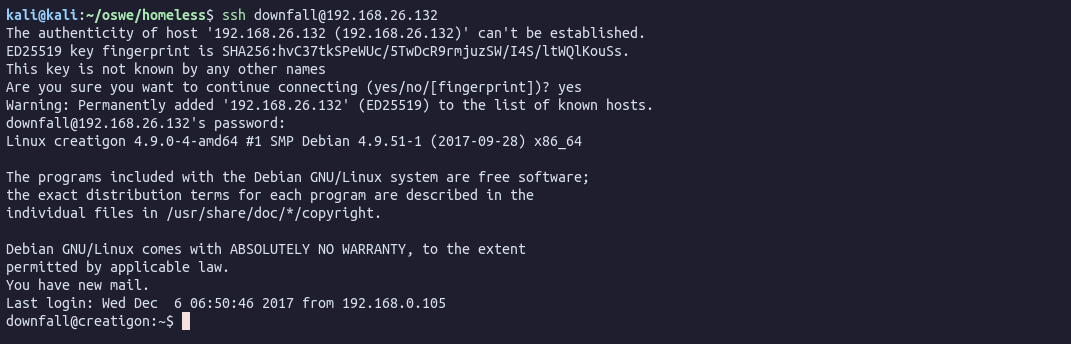 kali@kali:~/oswe/homeless$ ssh downfall@192.168.26.132
The authenticity of host '192.168.26.132 (192.168.26.132)' can't be established.
ED25519 key fingerprint is SHA256:hvC37tkSPeWUc/5TwDcR9rmjuzSW/I4S/ltWQlKouSs.
This key is not known by any other names
Are you sure you want to continue connecting (yes/no/[fingerprint])? yes
Warning: Permanently added '192.168.26.132' (ED25519) to the list of known hosts.
downfall@192.168.26.132's password:
Linux creatigon 4.9.0-4-amd64 #1 SMP Debian 4.9.51-1 (2017-09-28) x86_64

The programs included with the Debian GNU/Linux system are free software;
the exact distribution terms for each program are described in the
individual files in /usr/share/doc/*/copyright.

Debian GNU/Linux comes with ABSOLUTELY NO WARRANTY, to the extent
permitted by applicable law.
You have new mail.
Last login: Wed Dec  6 06:50:46 2017 from 192.168.0.105
downfall@creatigon:~$